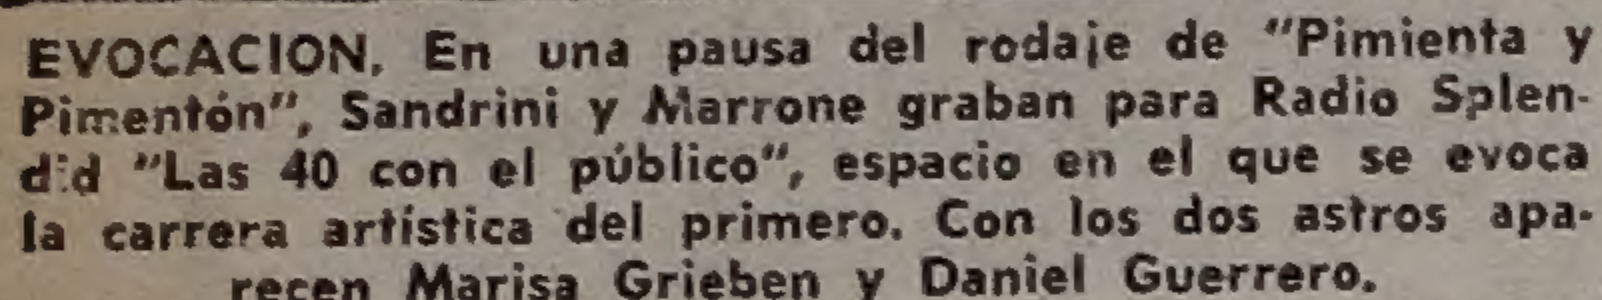 EVOCACION. En una pausa del rodaje de "Pimienta y
Pimentón", Sandrini y Marrone graban para Radio Splen-
did "Las 40 con el público", espacio en el que se evoca
la carrera artística del primero. Con los dos astros apa-
recen Marisa Grieben y Daniel Guerrero.